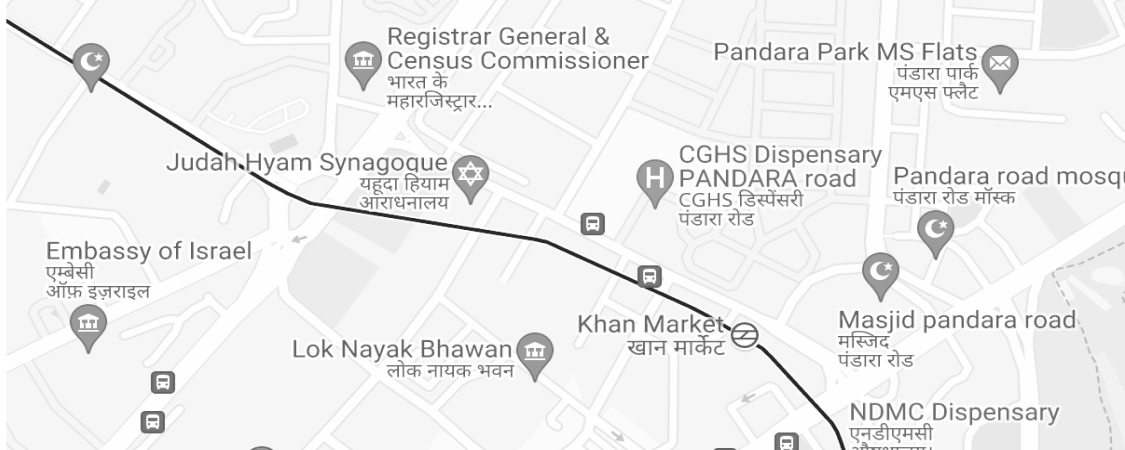 Registrar General &
Census Commissioner
भारत के
महारजिस्ट्रार...
Pandara Park MS Flats
पंडारा पार्क
एमएस फ्लैट
Judah Hyam Synagogue
यहूदा हियाम
आराधनालय
H
CGHS Dispensary
PANDARA road
CGHS डिस्पेंसरी
पंडारा रोड
Pandara road mosqu
पंडारा रोड मॉस्क
Embassy of Israel
एम्बेसी
ऑफ़ इज़राइल
Khan Market
खान मार्केट
Masjid pandara road
मस्जिद
पंडारा रोड
Lok Nayak Bhawan
लोक नायक भवन
NDMC Dispensary
एनडीएमसी